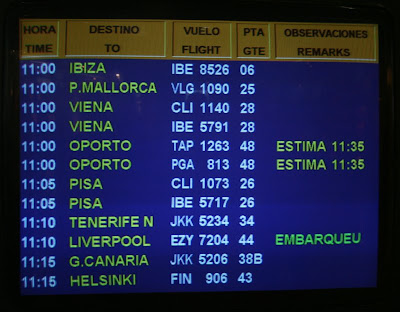 HORA DESTINO VUELO PTA OBSERVACIONES
TIME TO FLIGHT GTE REMARKS
11:00 IBIZA IBE 8526 06
11:00 P.MALLORCA VLG 1090 25
11:00 VIENA CLI 1140 28
11:00 VIENA IBE 5791 28
11:00 OPORTO TAP 1263 48 ESTIMA 11:35
11:00 OPORTO PGA 813 48 ESTIMA 11:35
11:05 PISA CLI 1073 26
11:05 PISA IBE 5717 26
11:10 TENERIFE N JKK 5234 34
11:10 LIVERPOOL EZY 7204 44 EMBARQUEU
11:15 G.CANARIA JKK 5206 38B
11:15 HELSINKI FIN 906 43